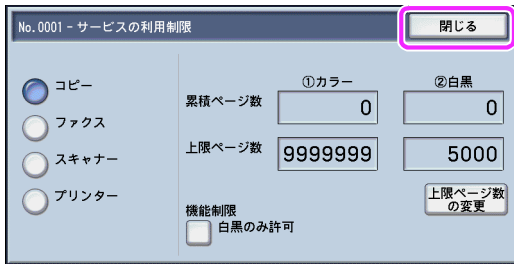 No.0001 - サービスの利用制限
閉じる
コピー
ファクス
スキャナー
プリンター
①カラー ②白黒
累積ページ数 0 0
上限ページ数 9999999 5000
上限ページ数
の変更
機能制限
白黒のみ許可